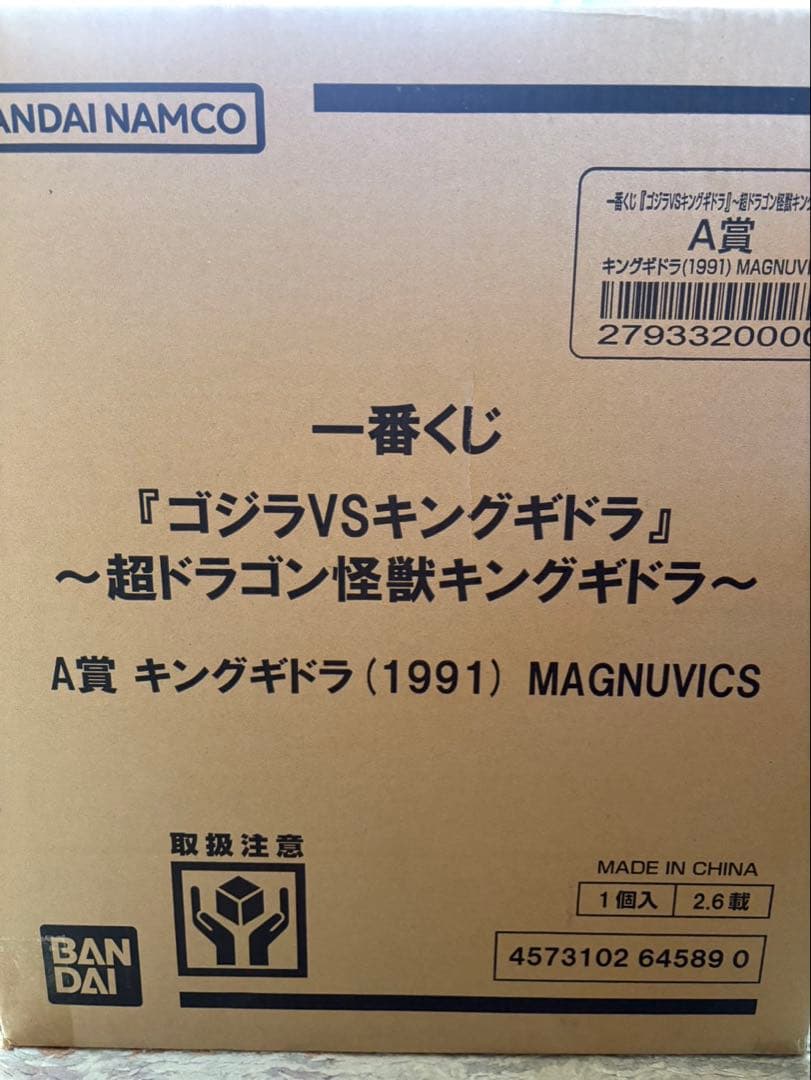 ANDAI NAMCO
一番くじ『ゴジラVSキングギドラ』～超ドラゴン怪獣キング
A賞
キングギドラ(1991) MAGNUVI
2793320000
一番くじ
『ゴジラVSキングギドラ』
～超ドラゴン怪獣キングギドラ～
A賞 キングギドラ(1991) MAGNUVICS
取扱注意
MADE IN CHINA
1個入 2.6載
4573102 64589 0
BAN
DAI